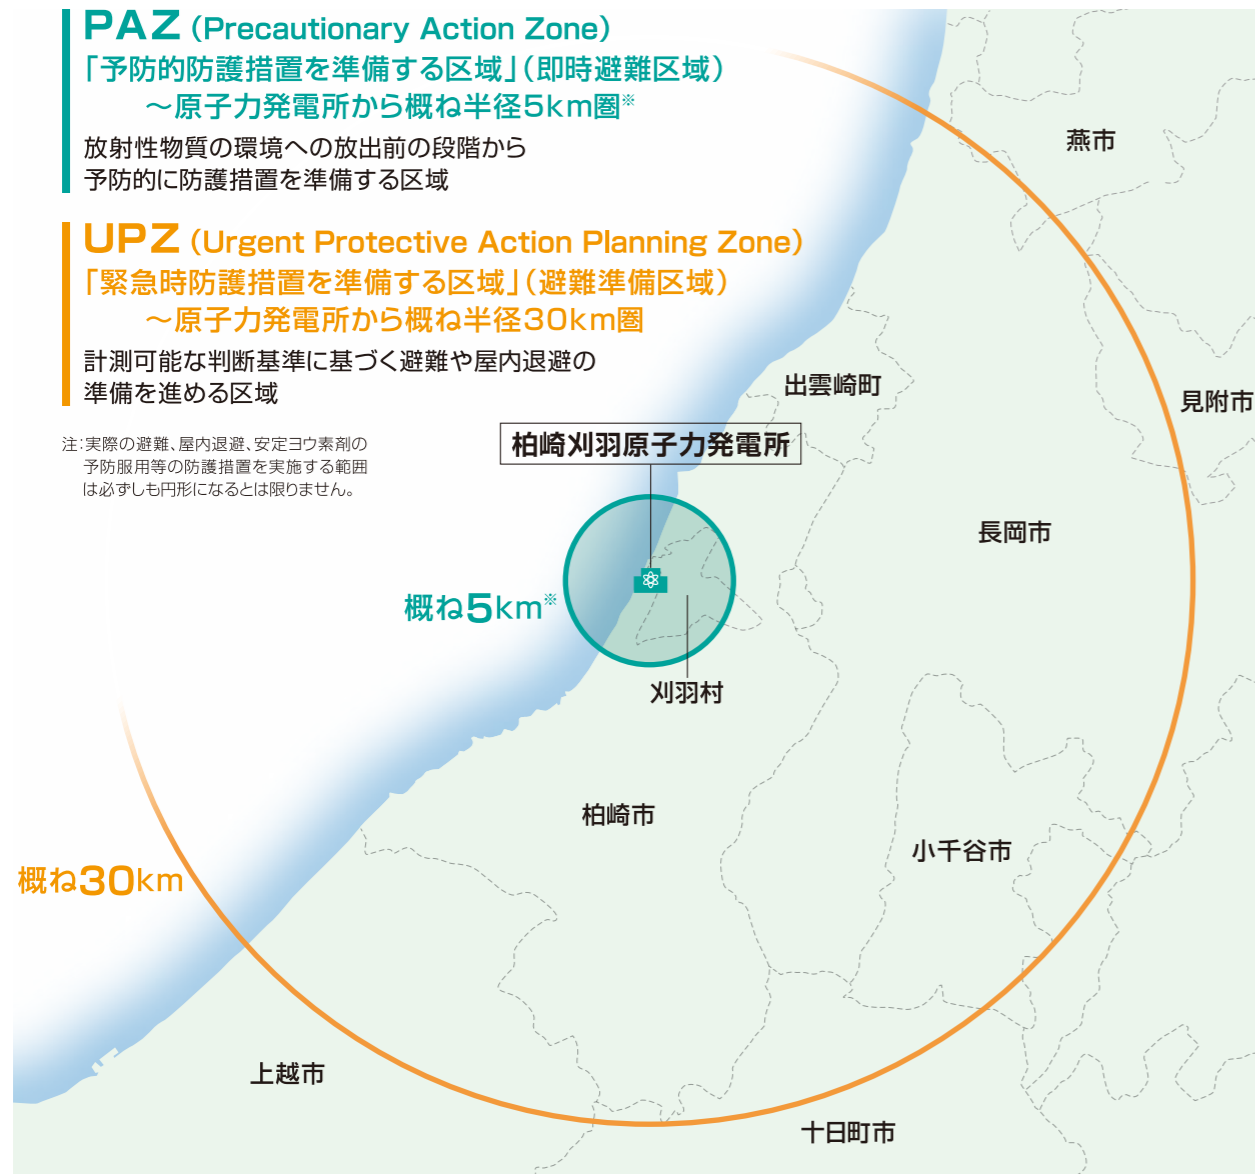 PAZ (Precautionary Action Zone)
「予防的防護措置を準備する区域」(即時避難区域)
～原子力発電所から概ね半径5km圏※
放射性物質の環境への放出前の段階から
予防的に防護措置を準備する区域
UPZ (Urgent Protective Action Planning Zone)
「緊急時防護措置を準備する区域」(避難準備区域)
～原子力発電所から概ね半径30km圏
計測可能な判断基準に基づく避難や屋内退避の
準備を進める区域
注:実際の避難、屋内退避、安定ヨウ素剤の
予防服用等の防護措置を実施する範囲
は必ずしも円形になるとは限りません。
燕市
出雲崎町
見附市
柏崎刈羽原子力発電所
長岡市
概ね5km※
刈羽村
柏崎市
小千谷市
概ね30km
上越市
十日町市